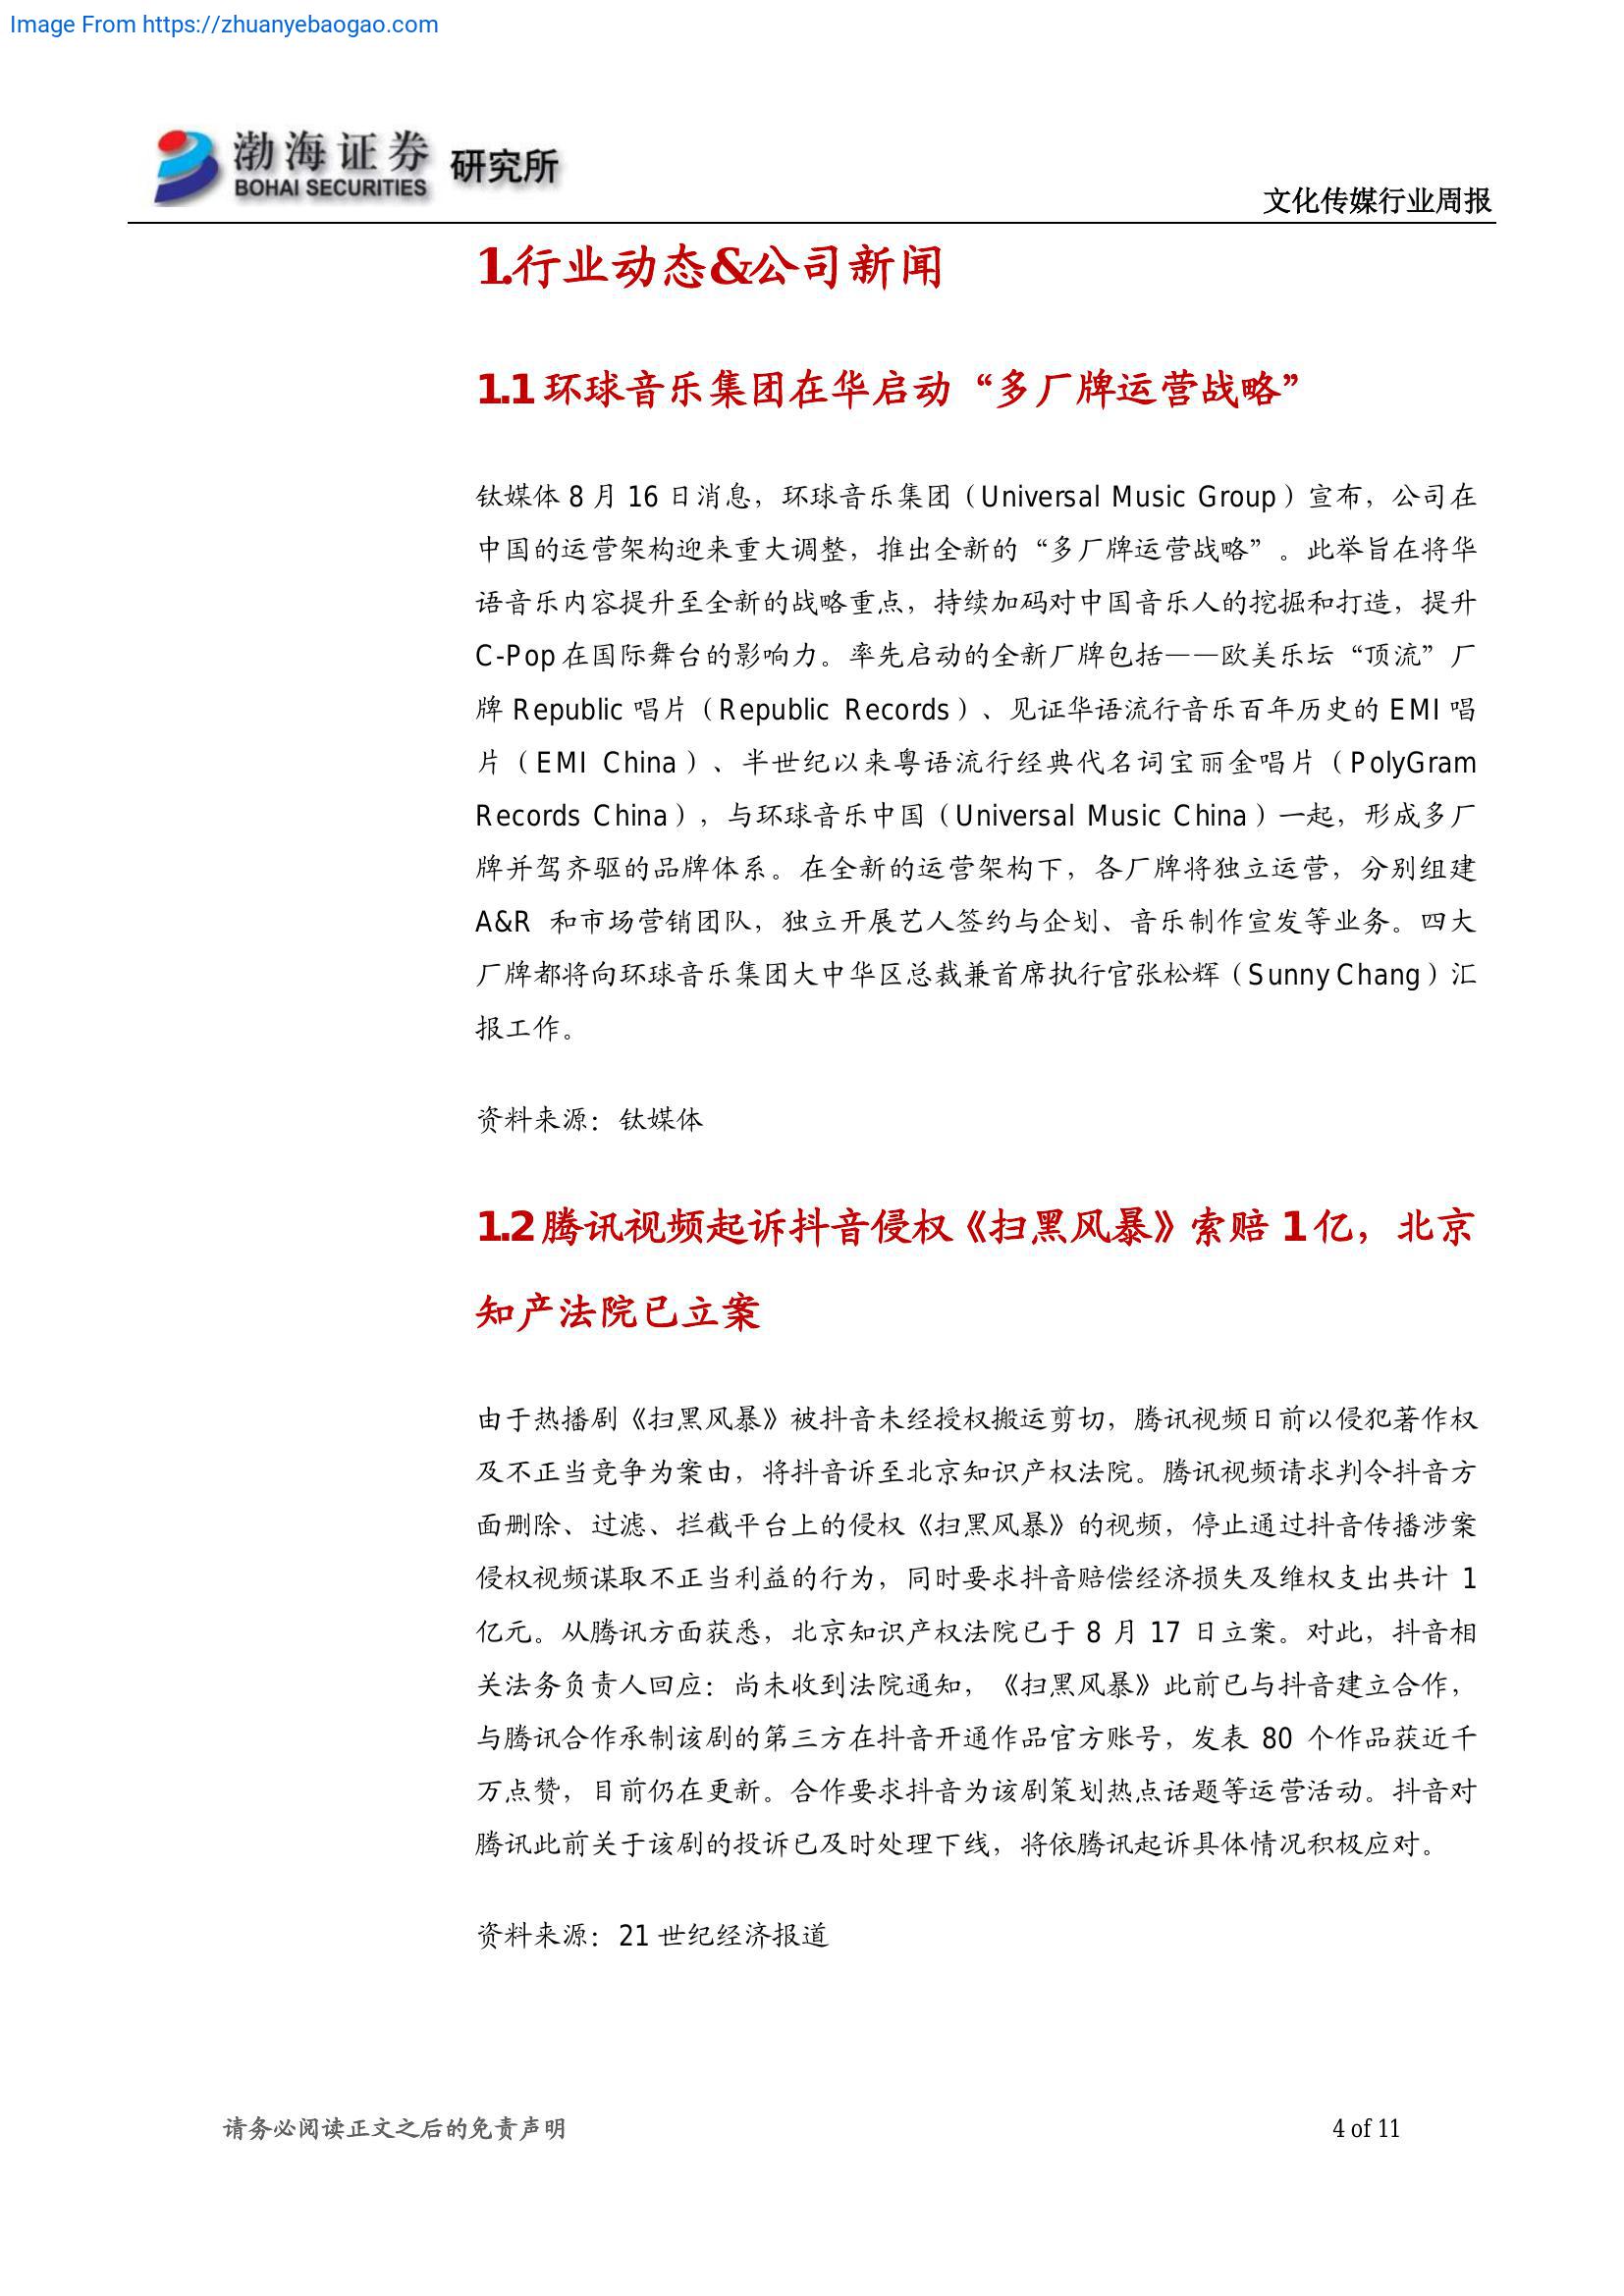 Image From https://zhuanyebaogao.com
渤海证券 研究所
BOHAI SECURITIES
文化传媒行业周报
1.行业动态&公司新闻
1.1 环球音乐集团在华启动“多厂牌运营战略”
钛媒体 8 月 16 日消息，环球音乐集团（Universal Music Group）宣布，公司在
中国的运营架构迎来重大调整，推出全新的“多厂牌运营战略”。此举旨在将华
语音乐内容提升至全新的战略重点，持续加码对中国音乐人的挖掘和打造，提升
C-Pop 在国际舞台的影响力。率先启动的全新厂牌包括——欧美乐坛“顶流”厂
牌 Republic 唱片（Republic Records）、见证华语流行音乐百年历史的 EMI 唱
片（EMI China）、半世纪以来粤语流行经典代名词宝丽金唱片（PolyGram
Records China），与环球音乐中国（Universal Music China）一起，形成多厂
牌并驾齐驱的品牌体系。在全新的运营架构下，各厂牌将独立运营，分别组建
A&R 和市场营销团队，独立开展艺人签约与企划、音乐制作宣发等业务。四大
厂牌都将向环球音乐集团大中华区总裁兼首席执行官张松辉（Sunny Chang）汇
报工作。
资料来源：钛媒体
1.2 腾讯视频起诉抖音侵权《扫黑风暴》索赔 1 亿，北京
知产法院已立案
由于热播剧《扫黑风暴》被抖音未经授权搬运剪切，腾讯视频日前以侵犯著作权
及不正当竞争为案由，将抖音诉至北京知识产权法院。腾讯视频请求判令抖音方
面删除、过滤、拦截平台上的侵权《扫黑风暴》的视频，停止通过抖音传播涉案
侵权视频谋取不正当利益的行为，同时要求抖音赔偿经济损失及维权支出共计 1
亿元。从腾讯方面获悉，北京知识产权法院已于 8 月 17 日立案。对此，抖音相
关法务负责人回应：尚未收到法院通知，《扫黑风暴》此前已与抖音建立合作，
与腾讯合作承制该剧的第三方在抖音开通作品官方账号，发表 80 个作品获近千
万点赞，目前仍在更新。合作要求抖音为该剧策划热点话题等运营活动。抖音对
腾讯此前关于该剧的投诉已及时处理下线，将依腾讯起诉具体情况积极应对。
资料来源：21 世纪经济报道
请务必阅读正文之后的免责声明
4 of 11